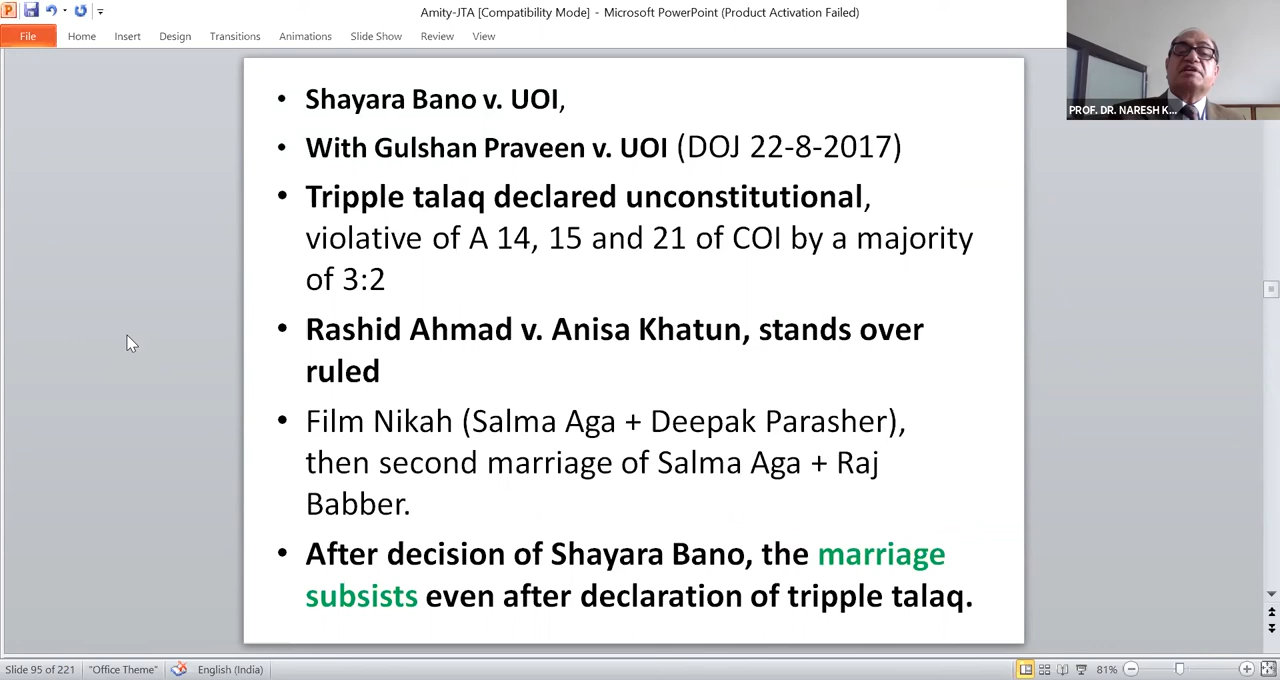 Amity-JTA [Compatibility Mode] - Microsoft PowerPoint (Product Activation Failed)
File Home Insert Design Transitions Animations Slide Show Review View
PROF. DR. NARESH K...
• Shayara Bano v. UOI,
• With Gulshan Praveen v. UOI (DOJ 22-8-2017)
• Tripple talaq declared unconstitutional,
violative of A 14, 15 and 21 of COI by a majority
of 3:2
• Rashid Ahmad v. Anisa Khatun, stands over
ruled
• Film Nikah (Salma Aga + Deepak Parasher),
then second marriage of Salma Aga + Raj
Babber.
• After decision of Shayara Bano, the marriage
subsists even after declaration of tripple talaq.
Slide 95 of 221 "Office Theme" English (India) 81%